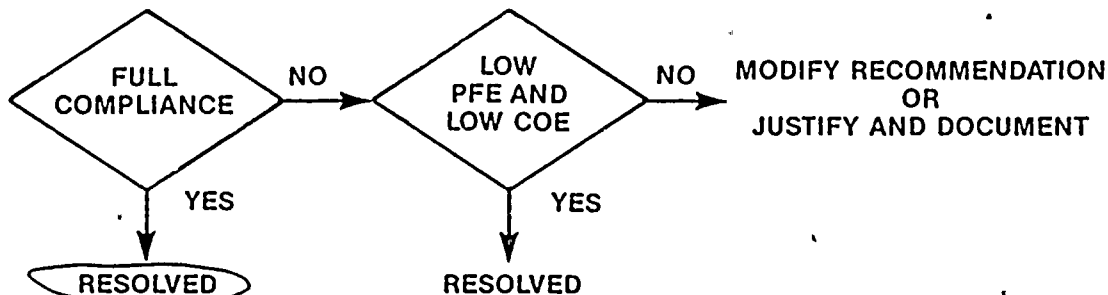 FULL
COMPLIANCE
NO
LOW
PFE AND
LOW COE
NO
MODIFY RECOMMENDATION
OR
JUSTIFY AND DOCUMENT
YES
YES
RESOLVED
RESOLVED